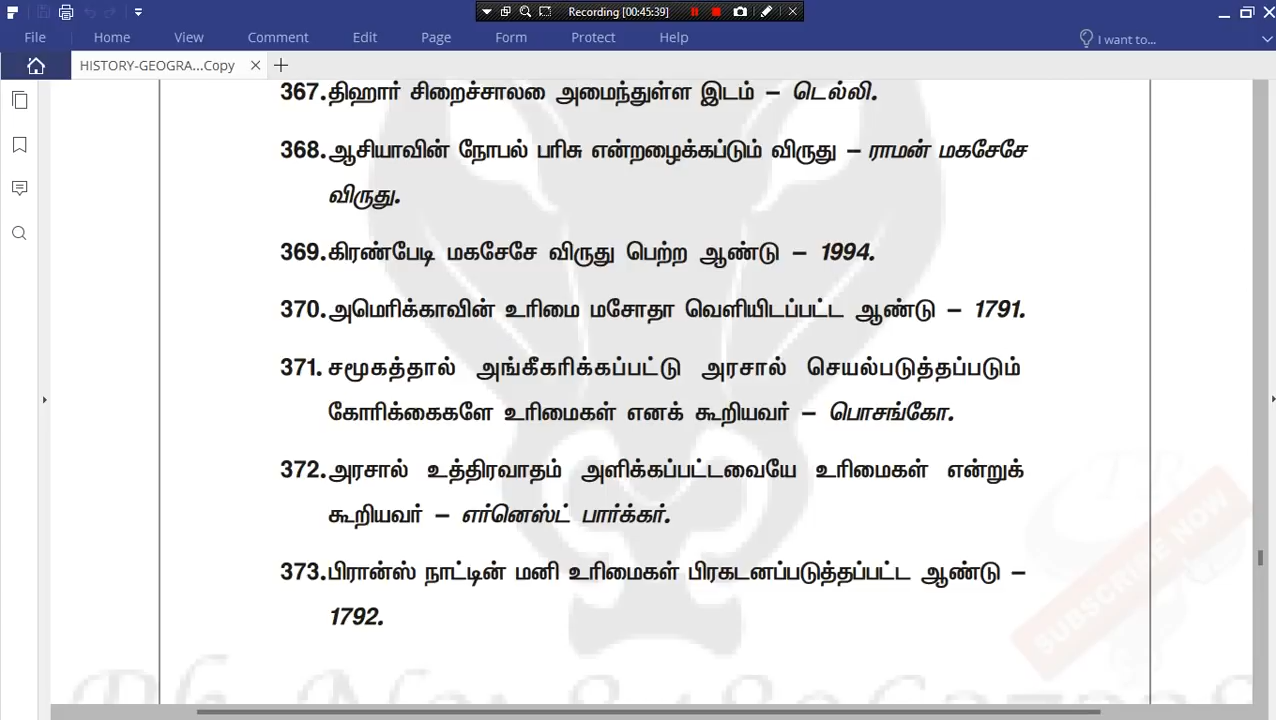 Recording [00:45:39]
File Home View Comment Edit Page Form Protect Help I want to...
HISTORY-GEOGRA...Copy
367. திஹார் சிறைச்சாலை அமைந்துள்ள இடம் – டெல்லி.
368. ஆசியாவின் நோபல் பரிசு என்றழைக்கப்டும் விருது – ராமன் மகசேசே
விருது.
369. கிரண்பேடி மகசேசே விருது பெற்ற ஆண்டு – 1994.
370. அமெரிக்காவின் உரிமை மசோதா வெளியிடப்பட்ட ஆண்டு – 1791.
371. சமூகத்தால் அங்கீகரிக்கப்பட்டு அரசால் செயல்படுத்தப்படும்
கோரிக்கைகளே உரிமைகள் எனக் கூறியவர் – பொசங்கோ.
372. அரசால் உத்திரவாதம் அளிக்கப்பட்டவையே உரிமைகள் என்றுக்
கூறியவர் – எர்னெஸ்ட் பார்க்கர்.
373. பிரான்ஸ் நாட்டின் மனி உரிமைகள் பிரகடனப்படுத்தப்பட்ட ஆண்டு –
1792.
SUBSCRIBE NOW